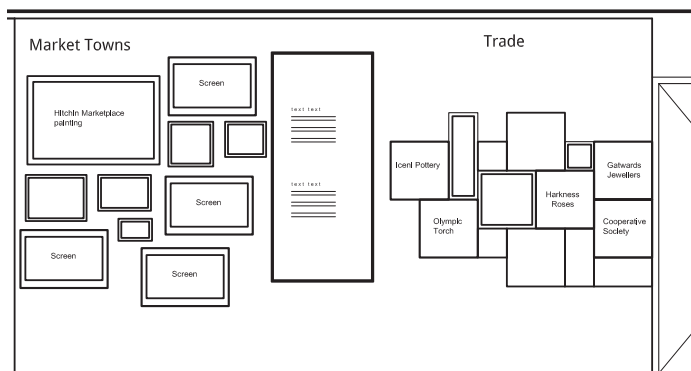 Market Towns
Trade
Screen
Hitchin Marketplace
painting
text text
Iceni Pottery
Gatwards
Jewellers
text text
Harkness
Roses
Screen
Olympic
Torch
Cooperative
Society
Screen
Screen